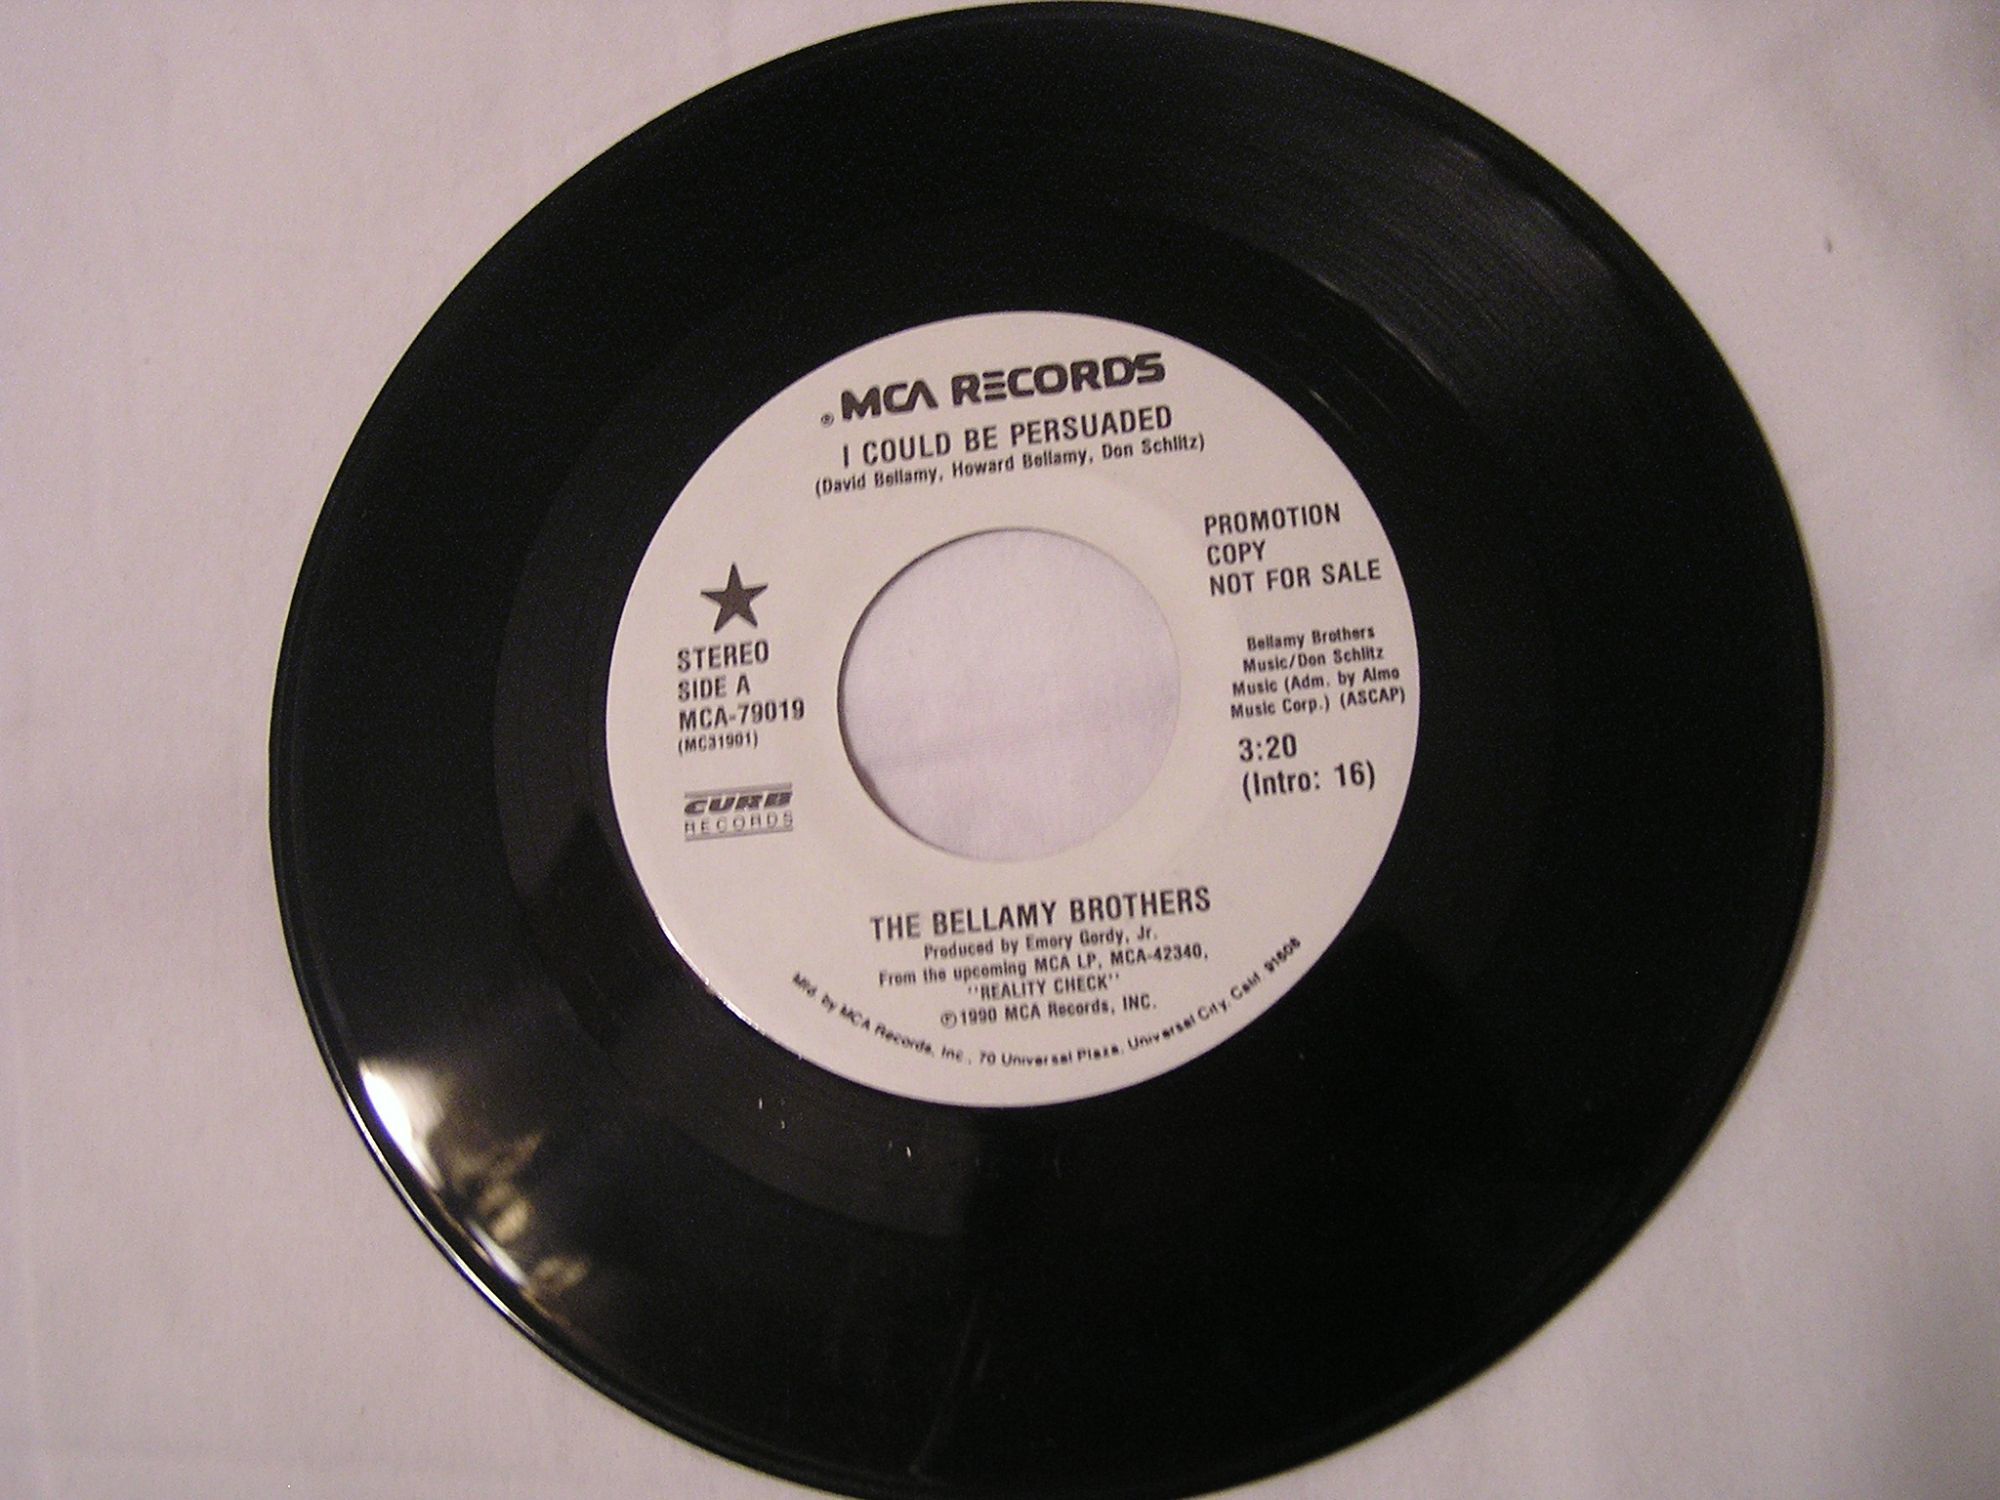 ® MCA RECORDS
I COULD BE PERSUADED
(David Bellamy, Howard Bellamy, Don Schlitz)
PROMOTION
COPY
NOT FOR SALE
STEREO
SIDE A
MCA-79019
(MC31901)
CURB
RECORDS
Bellamy Brothers
Music/Don Schlitz
Music (Adm. by Almo
Music Corp.) (ASCAP)
3:20
(Intro: 16)
THE BELLAMY BROTHERS
Produced by Emory Gordy, Jr.
From the upcoming MCA LP, MCA-42340,
"REALITY CHECK"
℗1990 MCA Records, INC.
Mfd. by MCA Records, Inc., 70 Universal Plaza, Universal City, Calif. 91608